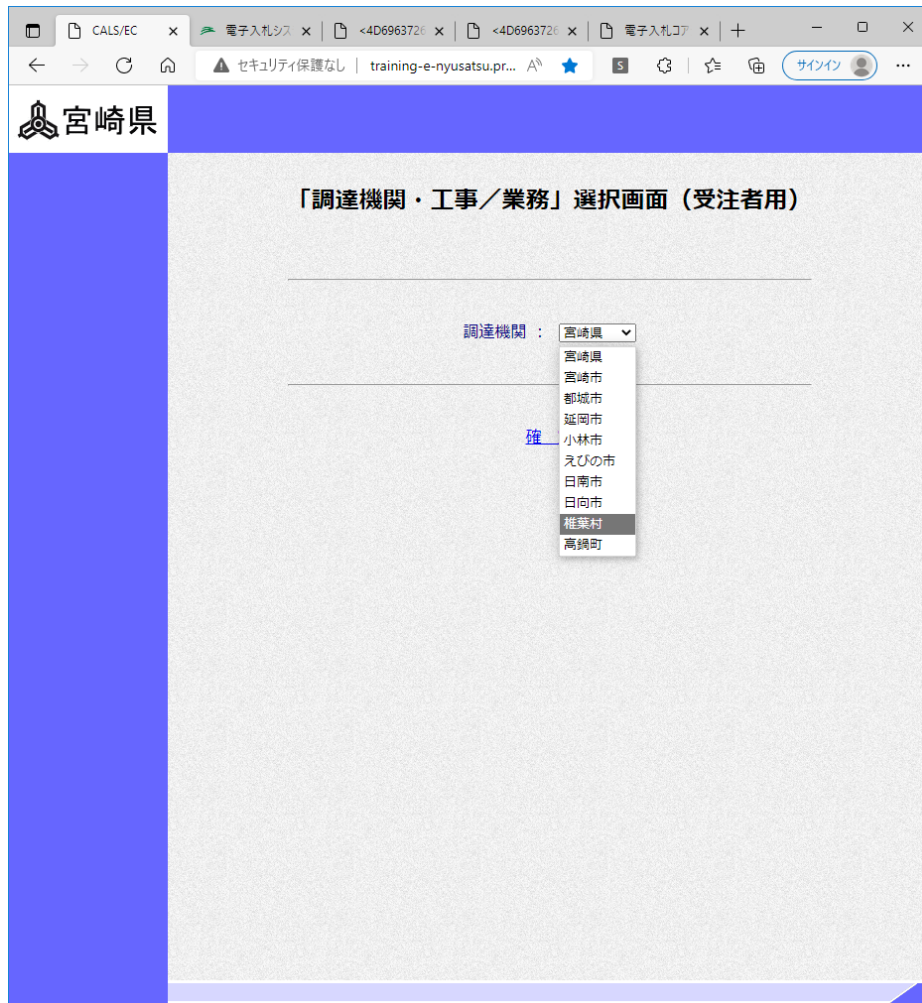 CALS/EC
電子入札シス
<4D6963726
<4D6963726
電子入札コア
セキュリティ保護なし
training-e-nyusatsu.pr...
サインイン
宮崎県
「調達機関・工事／業務」選択画面（受注者用）
調達機関 ： 宮崎県
宮崎県
宮崎市
都城市
延岡市
確
小林市
えびの市
日南市
日向市
椎葉村
高鍋町